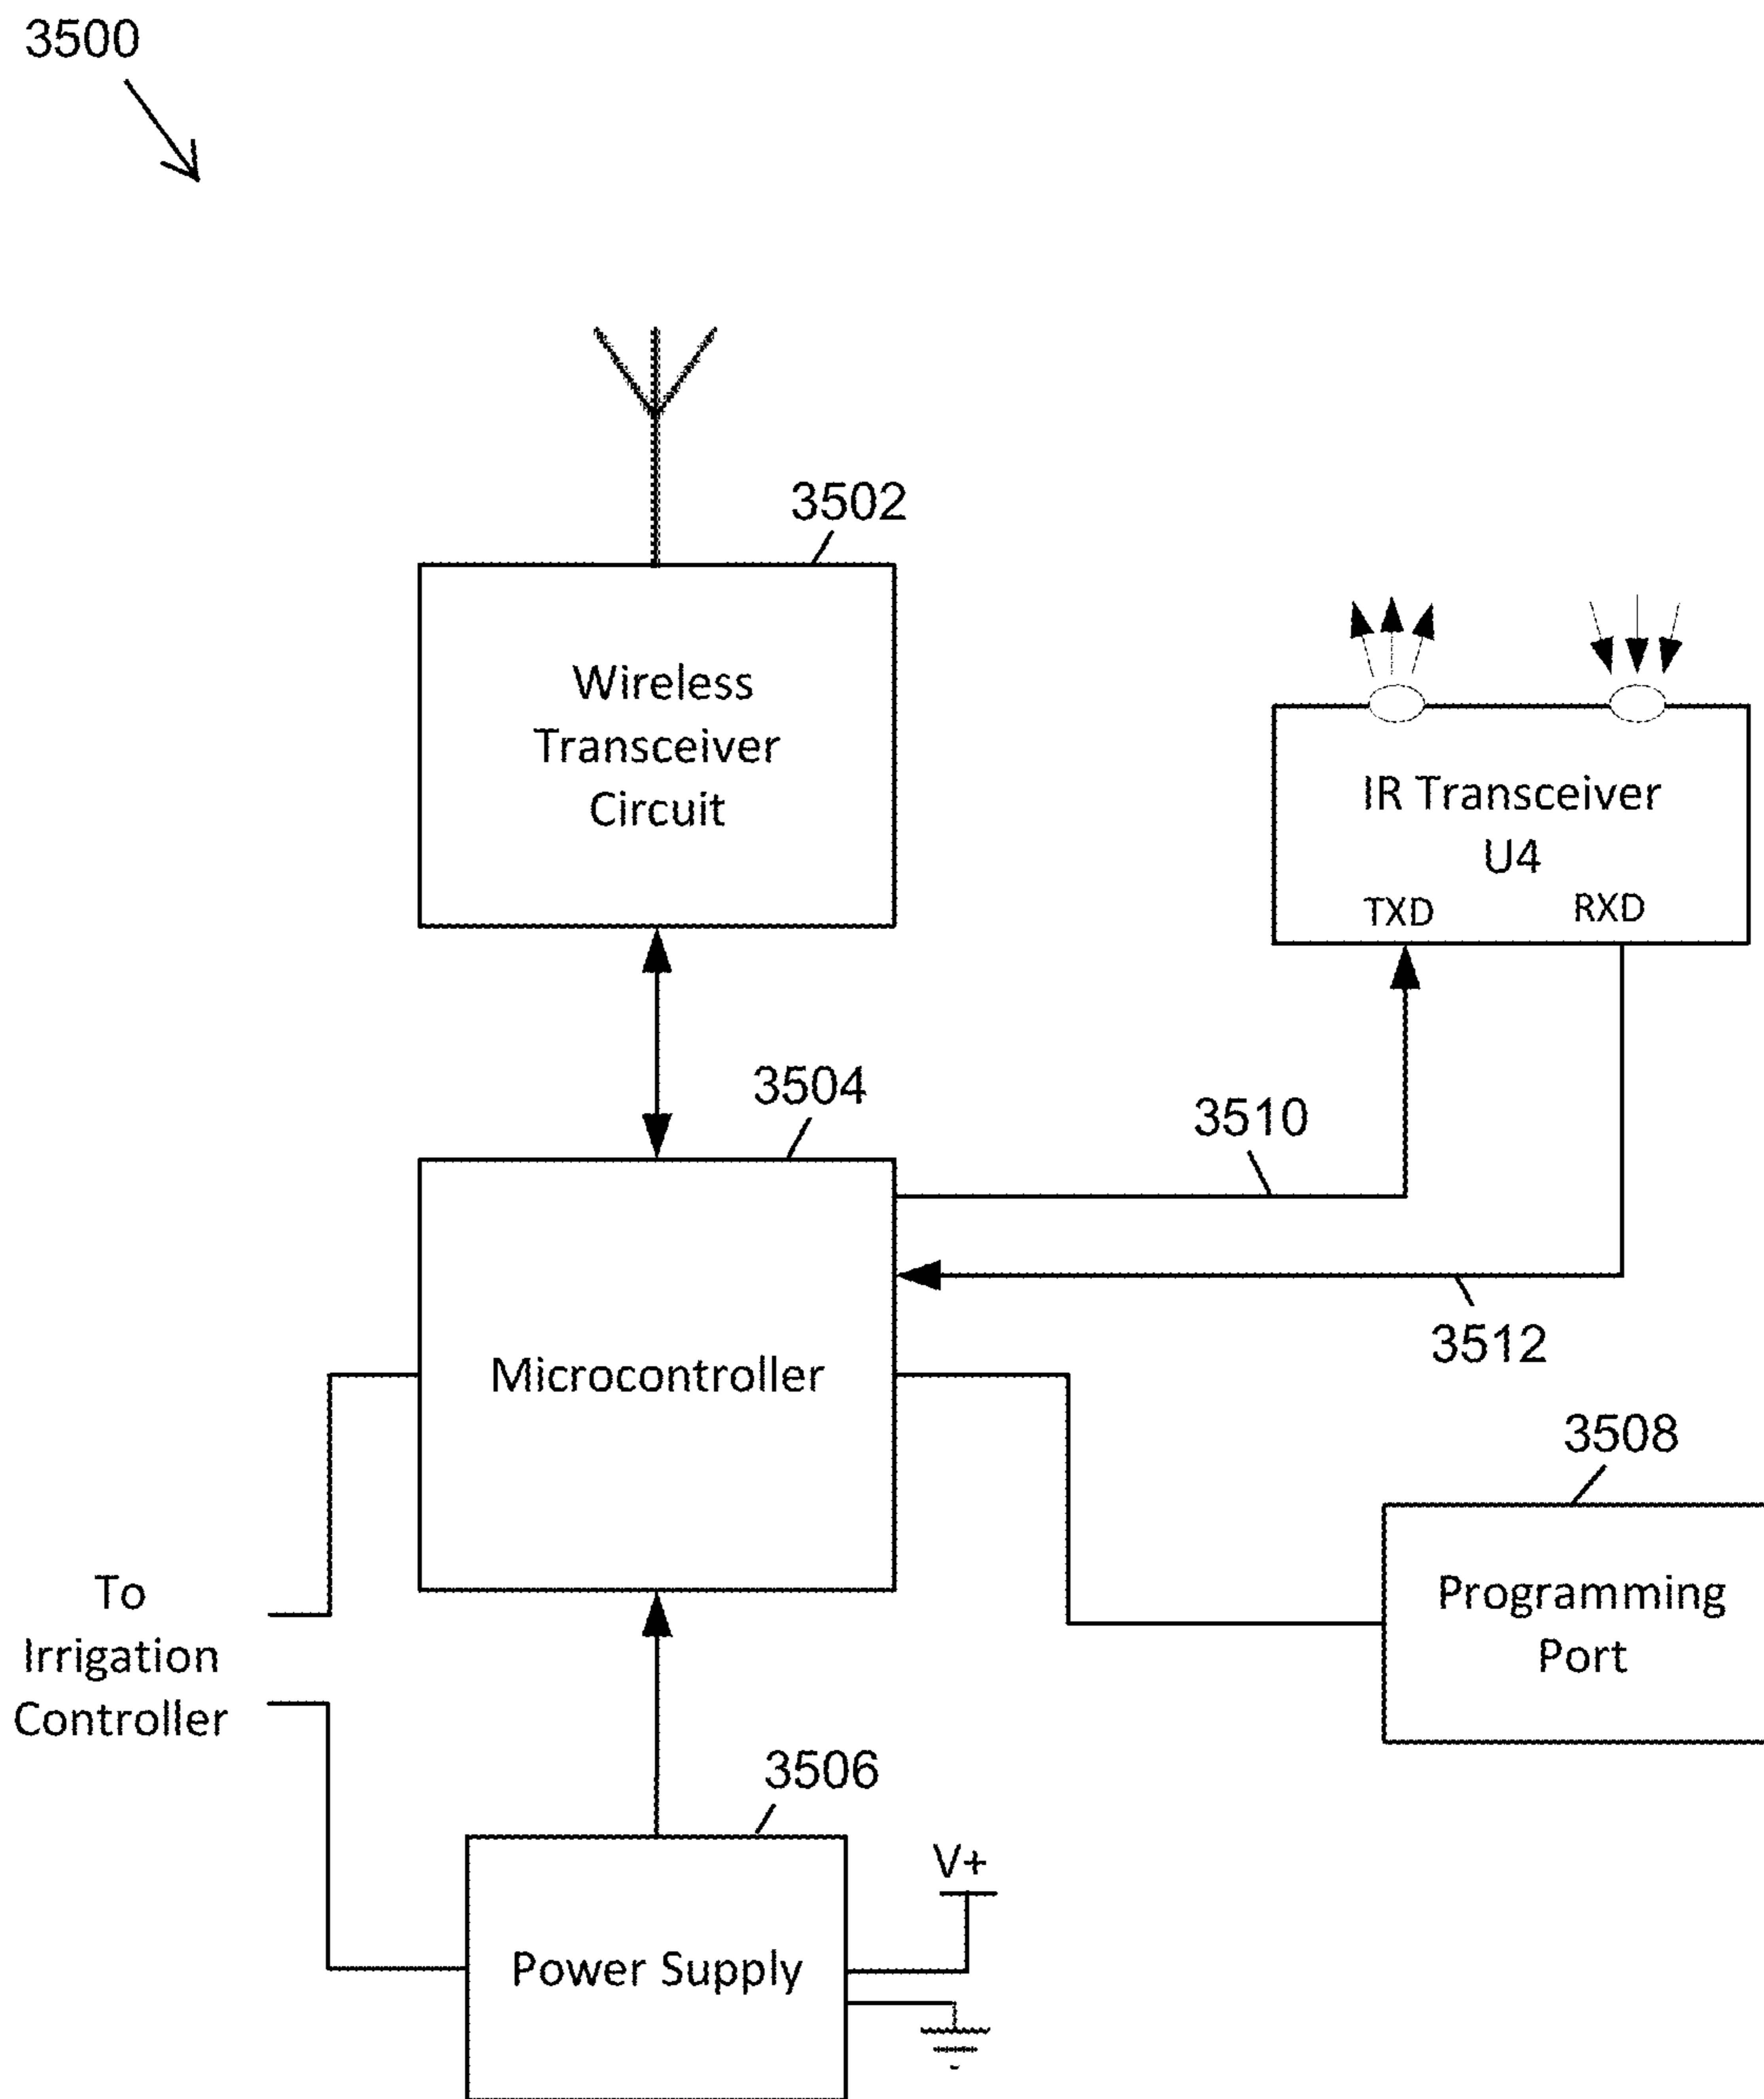 3500
3502
Wireless
Transceiver
Circuit
IR Transceiver
U4
TXD RXD
3504
3510
3512
Microcontroller
3508
Programming
Port
To
Irrigation
Controller
3506
V+
Power Supply